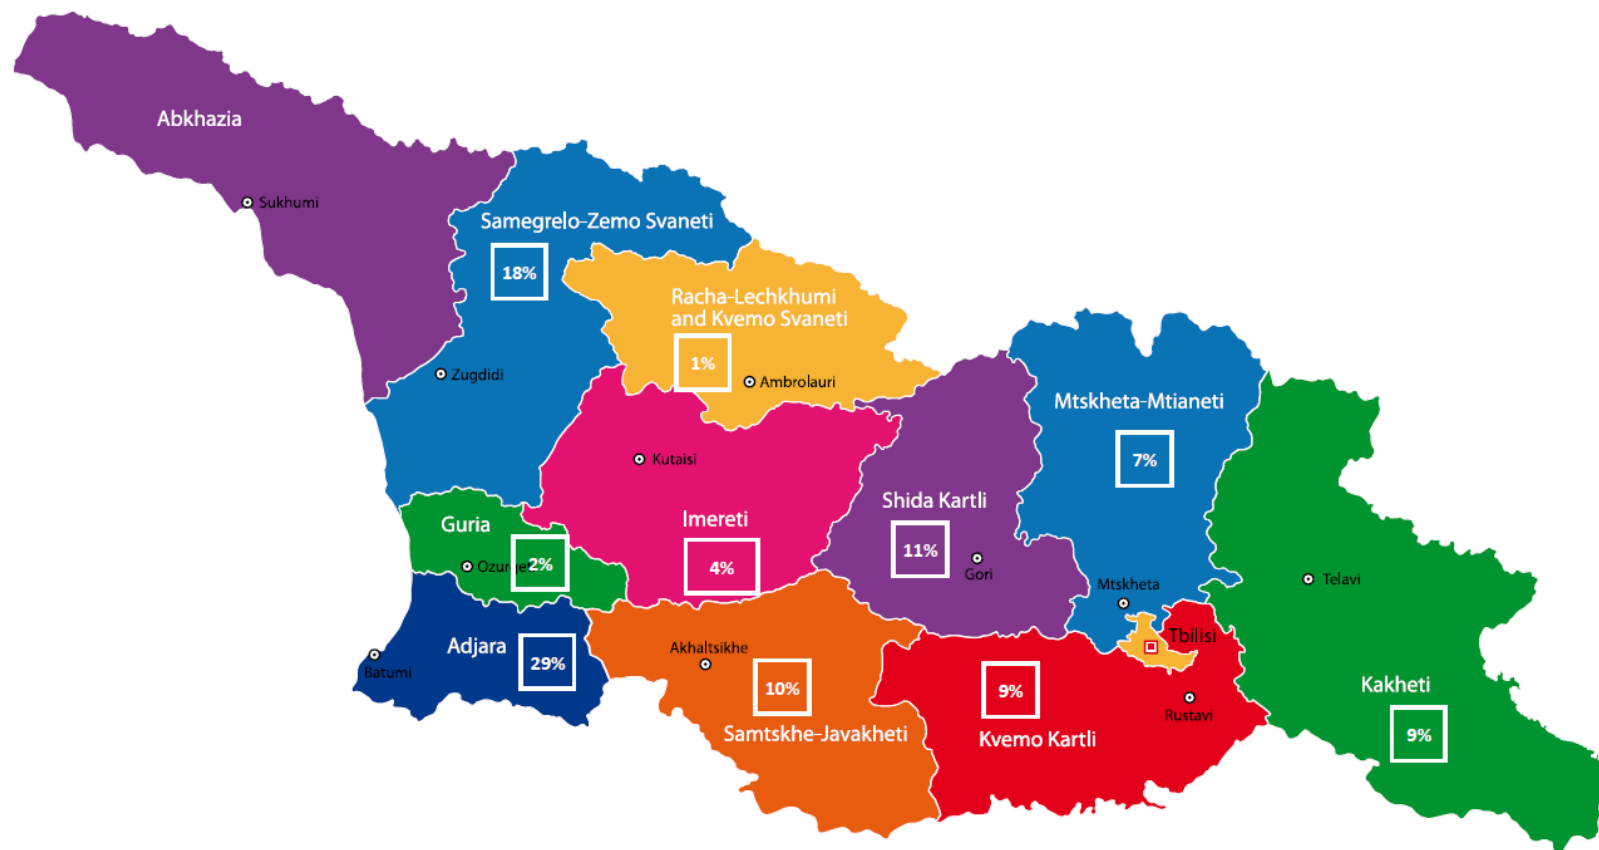 Abkhazia
Sukhumi
Samegrelo-Zemo Svaneti
18%
Racha-Lechkhumi
and Kvemo Svaneti
1%
Ambrolauri
Zugdidi
Mtskheta-Mtianeti
7%
Kutaisi
Imereti
4%
Shida Kartli
11%
Gori
Guria
2%
Mtskheta
Telavi
Tbilisi
Adjara
29%
Batumi
Akhaltsikhe
10%
Samtskhe-Javakheti
9%
Kvemo Kartli
Rustavi
Kakheti
9%